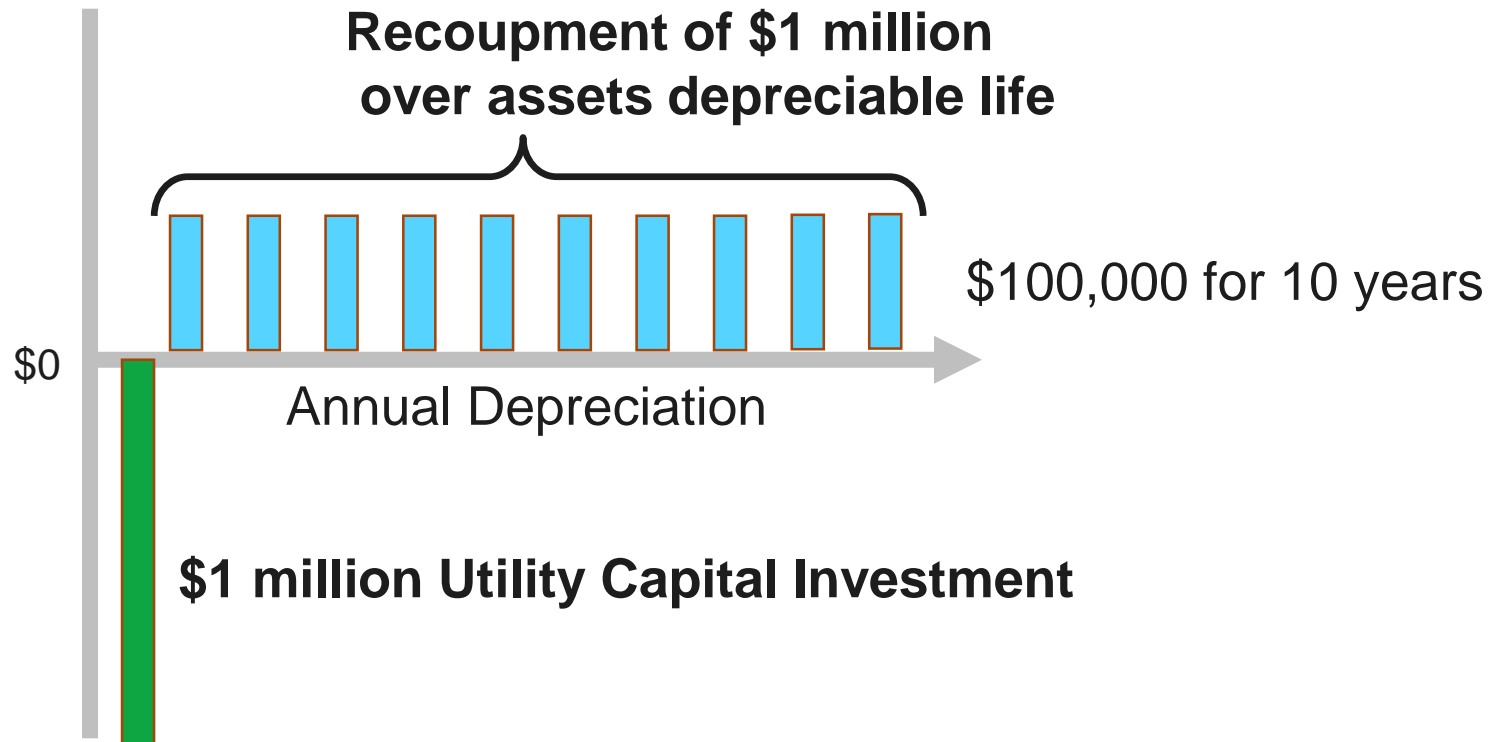 Recoupment of $1 million
over assets depreciable life
$100,000 for 10 years
$0
Annual Depreciation
$1 million Utility Capital Investment